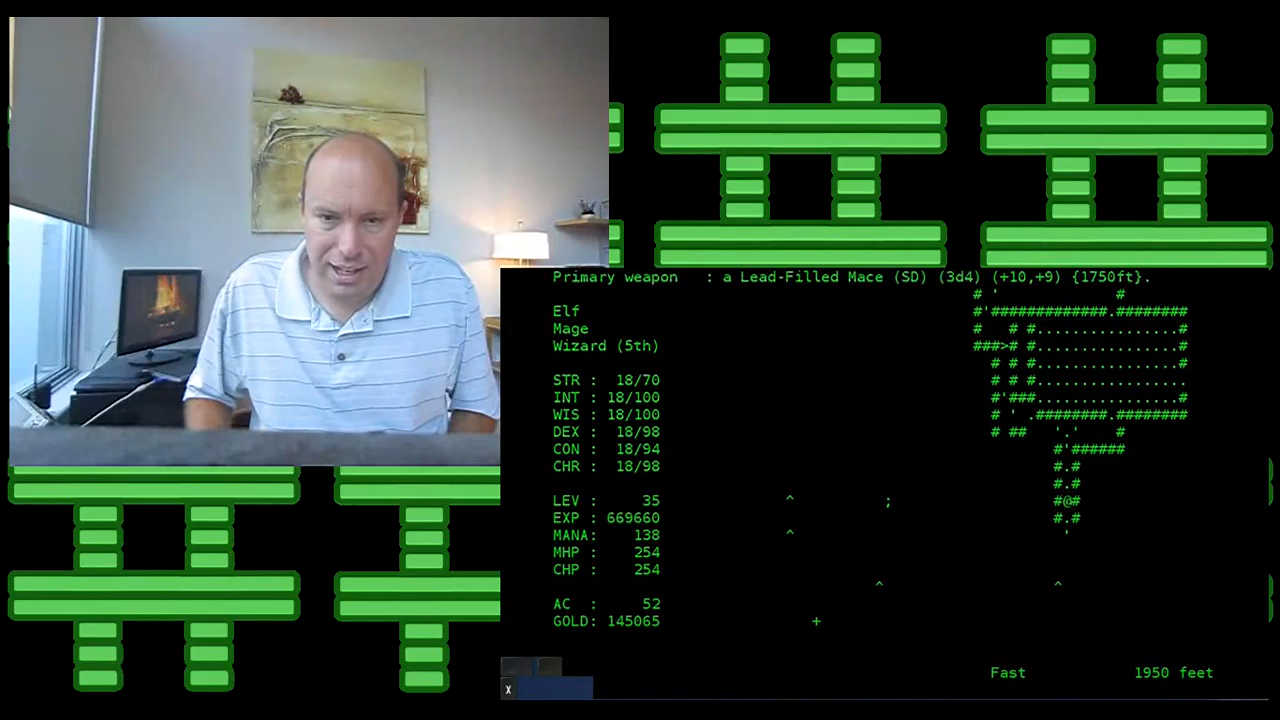 Primary weapon : a Lead-Filled Mace (SD) (3d4) (+10,+9) {1750ft}.
# ' #
Elf #'#############.########
Mage # # #................#
Wizard (5th) ###># #................#
# # #................#
STR : 18/70 # # #.................
INT : 18/100 #'###................#
WIS : 18/100 # ' .########.########
DEX : 18/98 # ## '.' #
CON : 18/94 #'######
CHR : 18/98 #.#
#.#
LEV : 35 ^ ; #@#
EXP : 669660 #.#
MANA: 138 ^ '
MHP : 254
CHP : 254
^ ^
AC : 52
GOLD: 145065 +
Fast 1950 feet
X